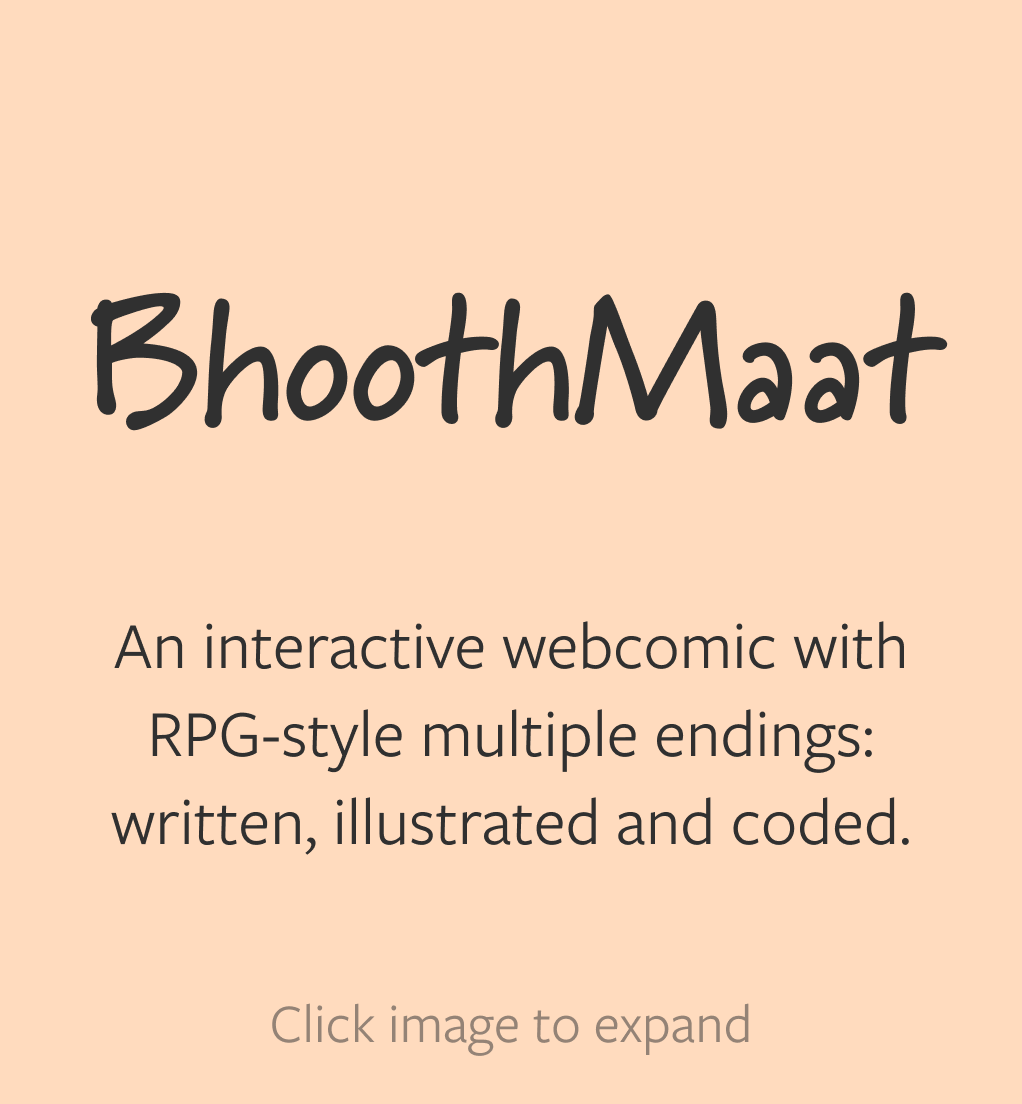 BhoothMaat
An interactive webcomic with
RPG-style multiple endings:
written, illustrated and coded.
Click image to expand